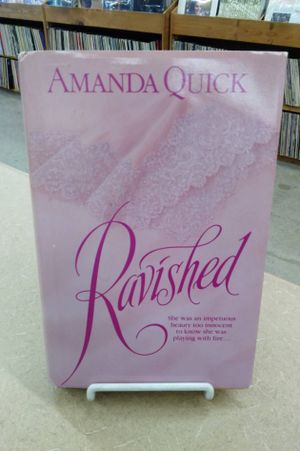 AMANDA QUICK
Ravished
She was an impetuous
beauty too innocent
to know she was
playing with fire...